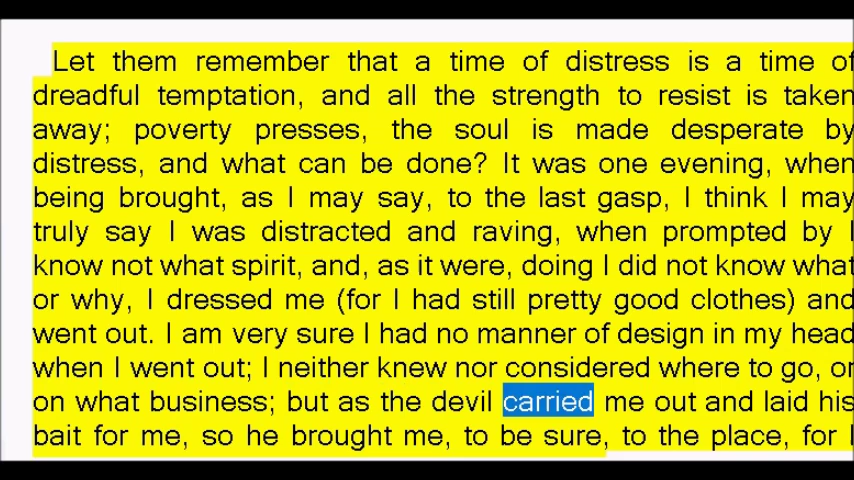 Let them remember that a time of distress is a time of
dreadful temptation, and all the strength to resist is taken
away; poverty presses, the soul is made desperate by
distress, and what can be done? It was one evening, when
being brought, as I may say, to the last gasp, I think I may
truly say I was distracted and raving, when prompted by I
know not what spirit, and, as it were, doing I did not know what
or why, I dressed me (for I had still pretty good clothes) and
went out. I am very sure I had no manner of design in my head
when I went out; I neither knew nor considered where to go, or
on what business; but as the devil carried me out and laid his
bait for me, so he brought me, to be sure, to the place, for I